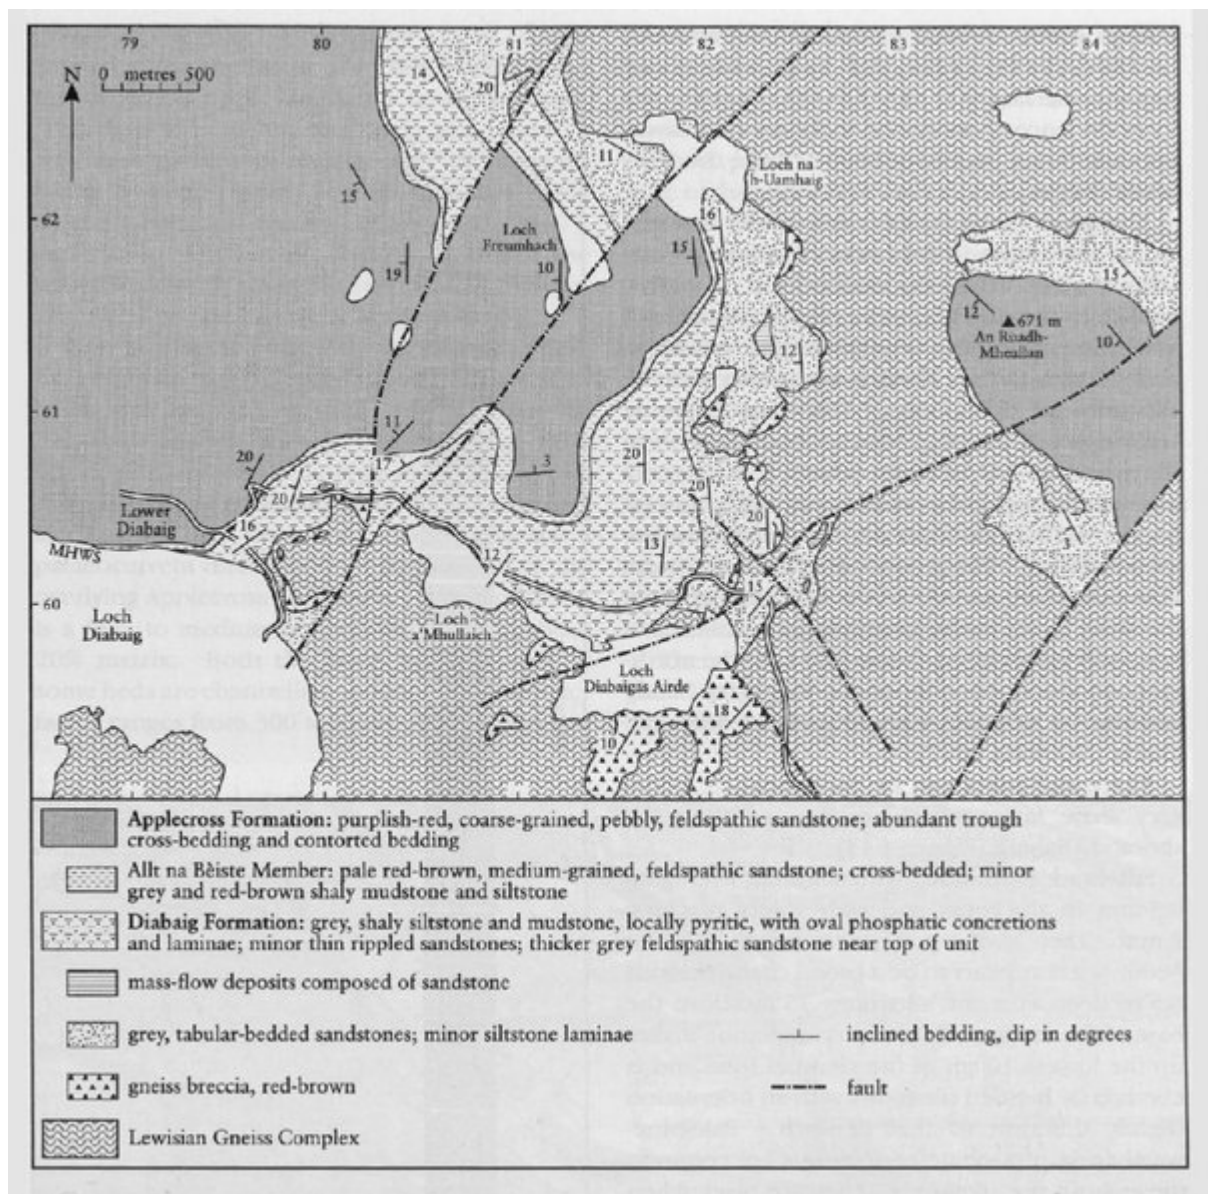 79
80
81
82
83
84
N
0 metres 500
14
20
11
Loch na
h-Uamhaig
15
62
16
Loch
Freumhach
15
19
10
15
12
671 m
An Ruadh-
Mheallan
10
12
61
11
20
17
3
20
20
20
Lower
Diabaig
16
20
MHWS
12
13
3
15
60
Loch
Diabaig
Loch
a'Mhullaich
Loch
Diabaigas Airde
18
10
Applecross Formation: purplish-red, coarse-grained, pebbly, feldspathic sandstone; abundant trough
cross-bedding and contorted bedding
Allt na Bèiste Member: pale red-brown, medium-grained, feldspathic sandstone; cross-bedded; minor
grey and red-brown shaly mudstone and siltstone
Diabaig Formation: grey, shaly siltstone and mudstone, locally pyritic, with oval phosphatic concretions
and laminae; minor thin rippled sandstones; thicker grey feldspathic sandstone near top of unit
mass-flow deposits composed of sandstone
grey, tabular-bedded sandstones; minor siltstone laminae
inclined bedding, dip in degrees
gneiss breccia, red-brown
fault
Lewisian Gneiss Complex